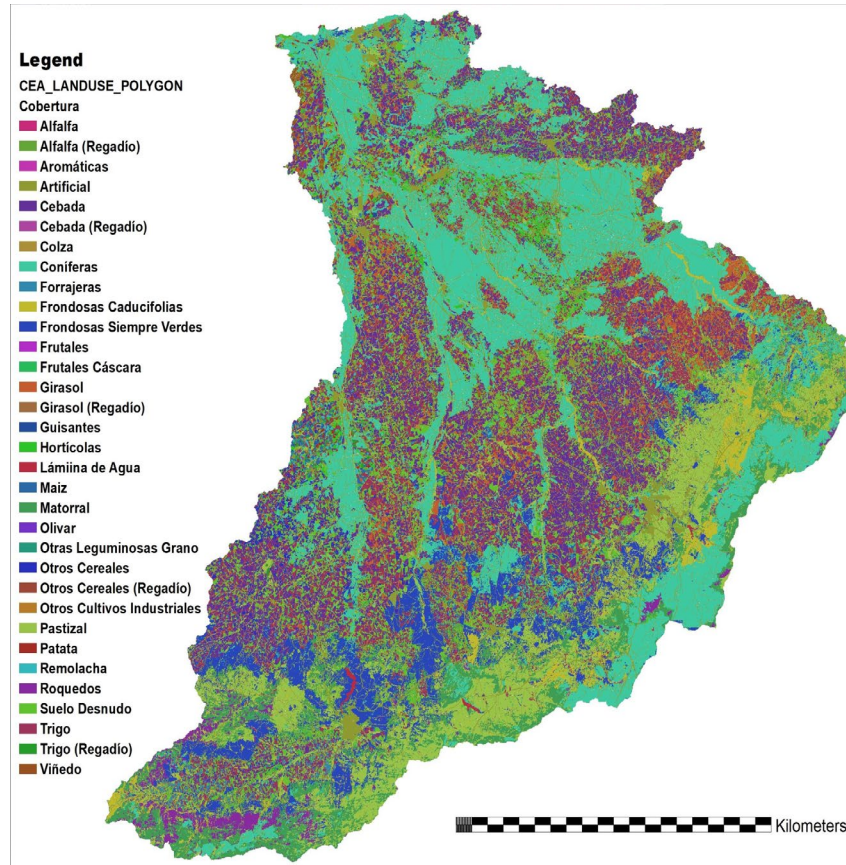 Legend
CEA_LANDUSE_POLYGON
Cobertura
Alfalfa
Alfalfa (Regadío)
Aromáticas
Artificial
Cebada
Cebada (Regadío)
Colza
Coníferas
Forrajeras
Frondosas Caducifolias
Frondosas Siempre Verdes
Frutales
Frutales Cáscara
Girasol
Girasol (Regadío)
Guisantes
Hortícolas
Lámiina de Agua
Maiz
Matorral
Olivar
Otras Leguminosas Grano
Otros Cereales
Otros Cereales (Regadío)
Otros Cultivos Industriales
Pastizal
Patata
Remolacha
Roquedos
Suelo Desnudo
Trigo
Trigo (Regadío)
Viñedo
Kilometers